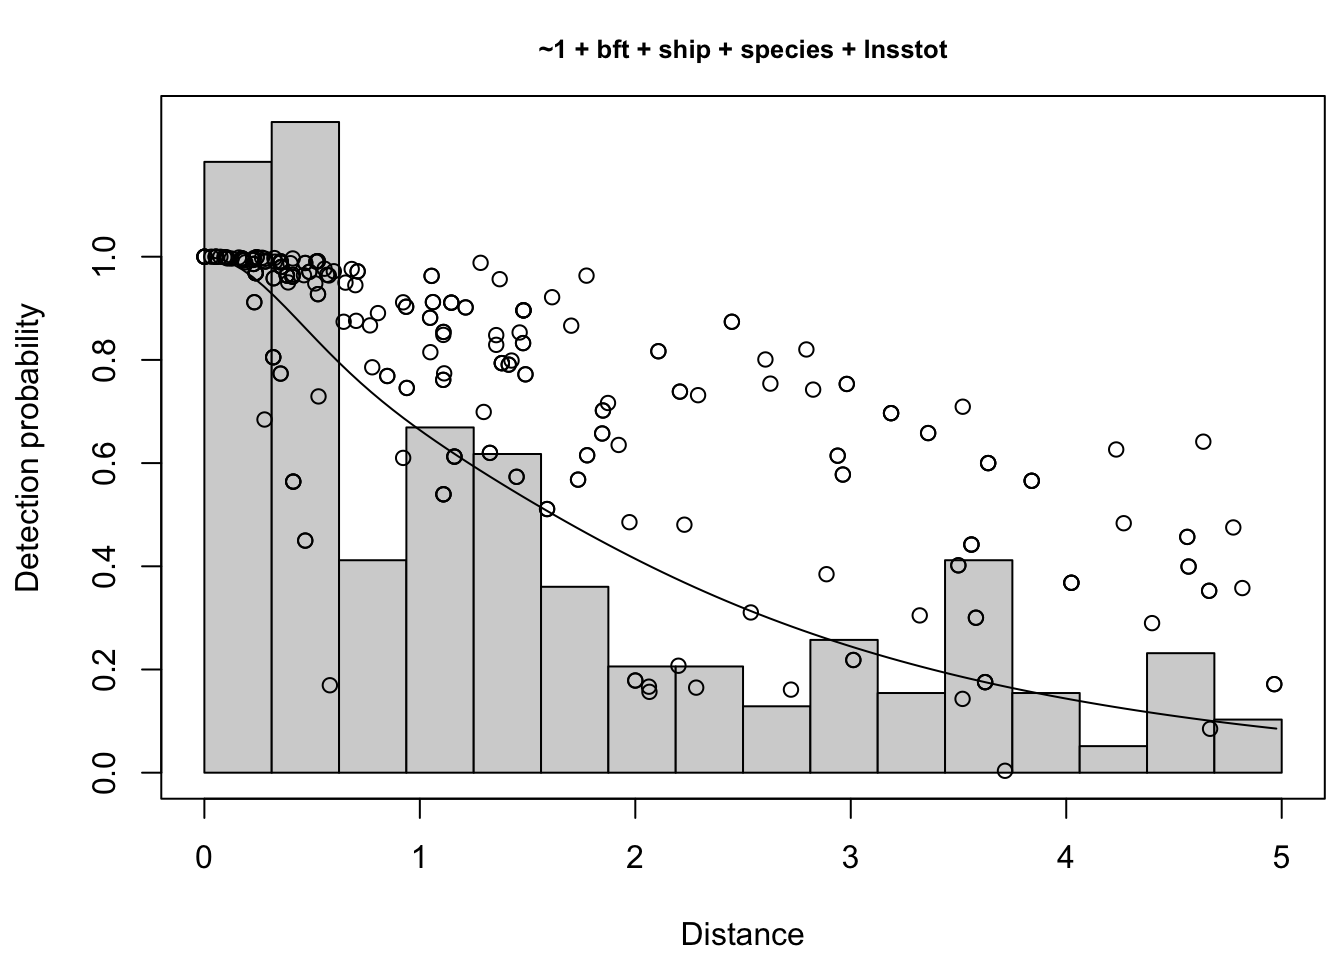 ~1 + bft + ship + species + lnsstot
Detection probability
1.0
0.8
0.6
0.4
0.2
0.0
0 1 2 3 4 5
Distance